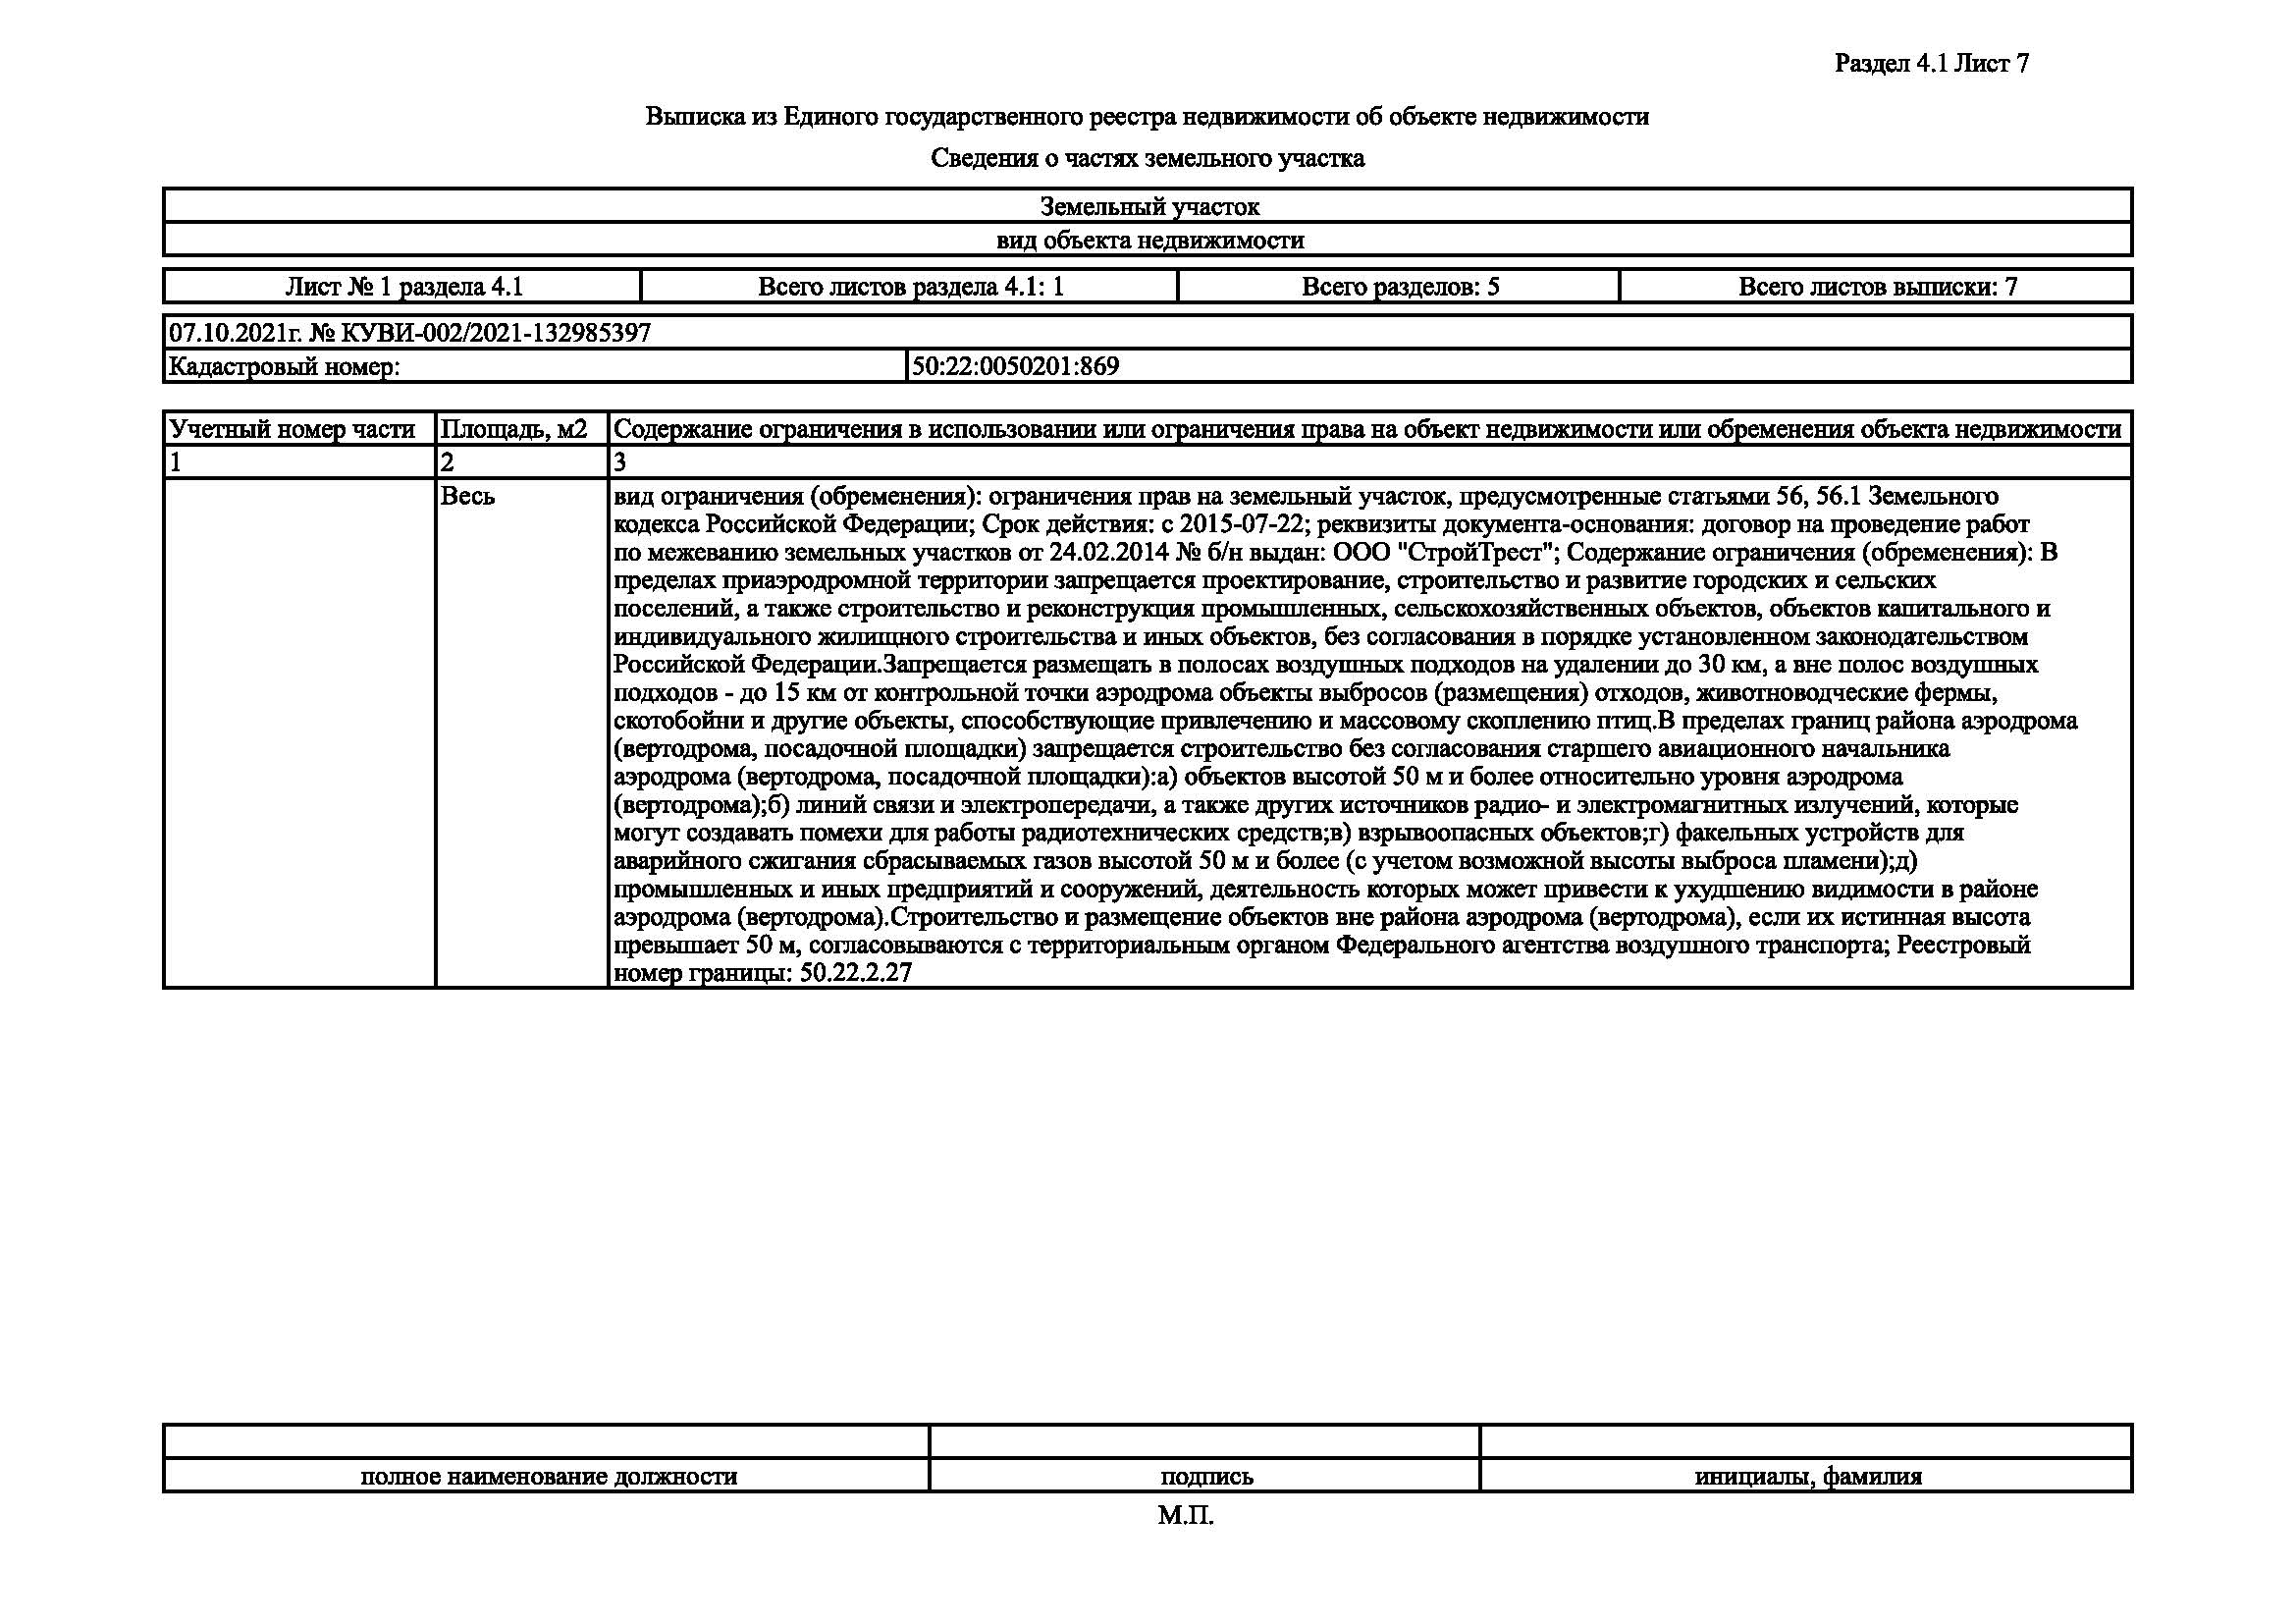 Раздел 4.1 Лист 7
Выписка из Единого государственного реестра недвижимости об объекте недвижимости
Сведения о частях земельного участка
Земельный участок
вид объекта недвижимости
Лист № 1 раздела 4.1 Всего листов раздела 4.1: 1 Всего разделов: 5 Всего листов выписки: 7
07.10.2021г. № КУВИ-002/2021-132985397
Кадастровый номер: 50:22:0050201:869
Учетный номер части Площадь, м2 Содержание ограничения в использовании или ограничения права на объект недвижимости или обременения объекта недвижимости
1 2 3
Весь вид ограничения (обременения): ограничения прав на земельный участок, предусмотренные статьями 56, 56.1 Земельного
кодекса Российской Федерации; Срок действия: с 2015-07-22; реквизиты документа-основания: договор на проведение работ
по межеванию земельных участков от 24.02.2014 № б/н выдан: ООО "СтройТрест"; Содержание ограничения (обременения): В
пределах приаэродромной территории запрещается проектирование, строительство и развитие городских и сельских
поселений, а также строительство и реконструкция промышленных, сельскохозяйственных объектов, объектов капитального и
индивидуального жилищного строительства и иных объектов, без согласования в порядке установленном законодательством
Российской Федерации.Запрещается размещать в полосах воздушных подходов на удалении до 30 км, а вне полос воздушных
подходов - до 15 км от контрольной точки аэродрома объекты выбросов (размещения) отходов, животноводческие фермы,
скотобойни и другие объекты, способствующие привлечению и массовому скоплению птиц.В пределах границ района аэродрома
(вертодрома, посадочной площадки) запрещается строительство без согласования старшего авиационного начальника
аэродрома (вертодрома, посадочной площадки):а) объектов высотой 50 м и более относительно уровня аэродрома
(вертодрома);б) линий связи и электропередачи, а также других источников радио- и электромагнитных излучений, которые
могут создавать помехи для работы радиотехнических средств;в) взрывоопасных объектов;г) факельных устройств для
аварийного сжигания сбрасываемых газов высотой 50 м и более (с учетом возможной высоты выброса пламени);д)
промышленных и иных предприятий и сооружений, деятельность которых может привести к ухудшению видимости в районе
аэродрома (вертодрома).Строительство и размещение объектов вне района аэродрома (вертодрома), если их истинная высота
превышает 50 м, согласовываются с территориальным органом Федерального агентства воздушного транспорта; Реестровый
номер границы: 50.22.2.27
полное наименование должности подпись инициалы, фамилия
М.П.